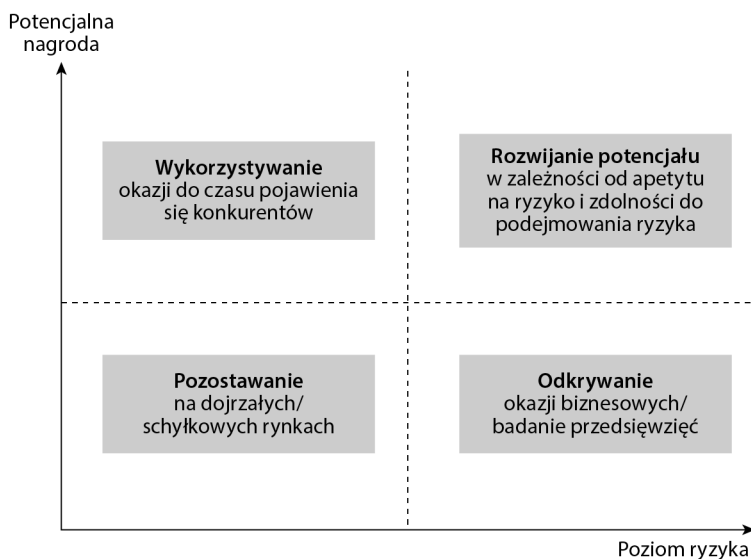 Potencjalna
nagroda
Wykorzystywanie
okazji do czasu pojawienia
się konkurentów
Rozwijanie potencjału
w zależności od apetytu
na ryzyko i zdolności do
podejmowania ryzyka
Pozostawanie
na dojrzałych/
schyłkowych rynkach
Odkrywanie
okazji biznesowych/
badanie przedsięwzięć
Poziom ryzyka